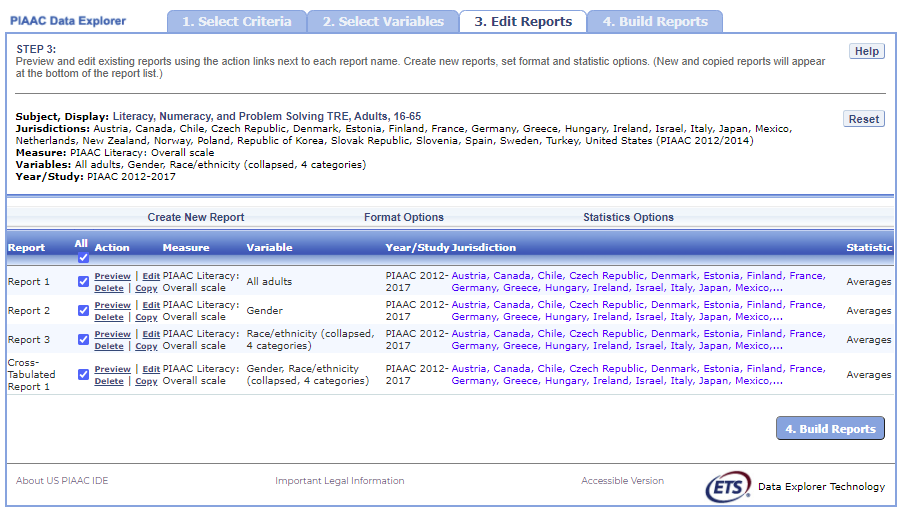 PIAAC Data Explorer
1. Select Criteria
2. Select Variables
3. Edit Reports
4. Build Reports
STEP 3:
Help
Preview and edit existing reports using the action links next to each report name. Create new reports, set format and statistic options. (New and copied reports will appear
at the bottom of the report list.)
Subject, Display: Literacy, Numeracy, and Problem Solving TRE, Adults, 16-65
Reset
Jurisdictions: Austria, Canada, Chile, Czech Republic, Denmark, Estonia, Finland, France, Germany, Greece, Hungary, Ireland, Israel, Italy, Japan, Mexico,
Netherlands, New Zealand, Norway, Poland, Republic of Korea, Slovak Republic, Slovenia, Spain, Sweden, Turkey, United States (PIAAC 2012/2014)
Measure: PIAAC Literacy: Overall scale
Variables: All adults, Gender, Race/ethnicity (collapsed, 4 categories)
Year/Study: PIAAC 2012-2017
Create New Report Format Options Statistics Options
Report All Action Measure Variable Year/Study Jurisdiction Statistic
Report 1
Preview | Edit
Delete | Copy
PIAAC Literacy:
Overall scale
All adults
PIAAC 2012-
2017
Austria, Canada, Chile, Czech Republic, Denmark, Estonia, Finland, France,
Germany, Greece, Hungary, Ireland, Israel, Italy, Japan, Mexico,...
Averages
Report 2
Preview | Edit
Delete | Copy
PIAAC Literacy:
Overall scale
Gender
PIAAC 2012-
2017
Austria, Canada, Chile, Czech Republic, Denmark, Estonia, Finland, France,
Germany, Greece, Hungary, Ireland, Israel, Italy, Japan, Mexico,...
Averages
Report 3
Preview | Edit
Delete | Copy
PIAAC Literacy:
Overall scale
Race/ethnicity (collapsed,
4 categories)
PIAAC 2012-
2017
Austria, Canada, Chile, Czech Republic, Denmark, Estonia, Finland, France,
Germany, Greece, Hungary, Ireland, Israel, Italy, Japan, Mexico,...
Averages
Cross-
Tabulated
Report 1
Preview | Edit
Delete | Copy
PIAAC Literacy:
Overall scale
Gender, Race/ethnicity
(collapsed, 4 categories)
PIAAC 2012-
2017
Austria, Canada, Chile, Czech Republic, Denmark, Estonia, Finland, France,
Germany, Greece, Hungary, Ireland, Israel, Italy, Japan, Mexico,...
Averages
4. Build Reports
About US PIAAC IDE
Important Legal Information
Accessible Version
ETS
Data Explorer Technology